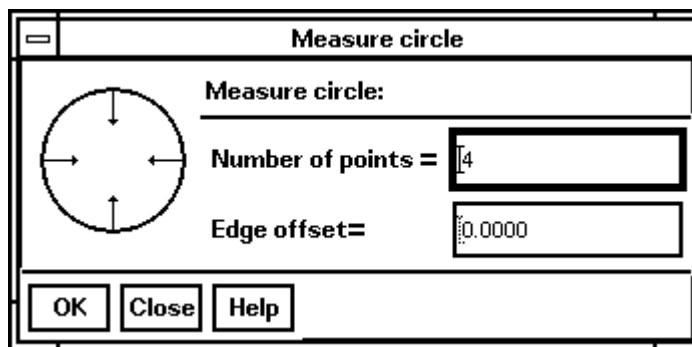 Measure circle
Measure circle:
Number of points = 4
Edge offset= 0.0000
OK Close Help